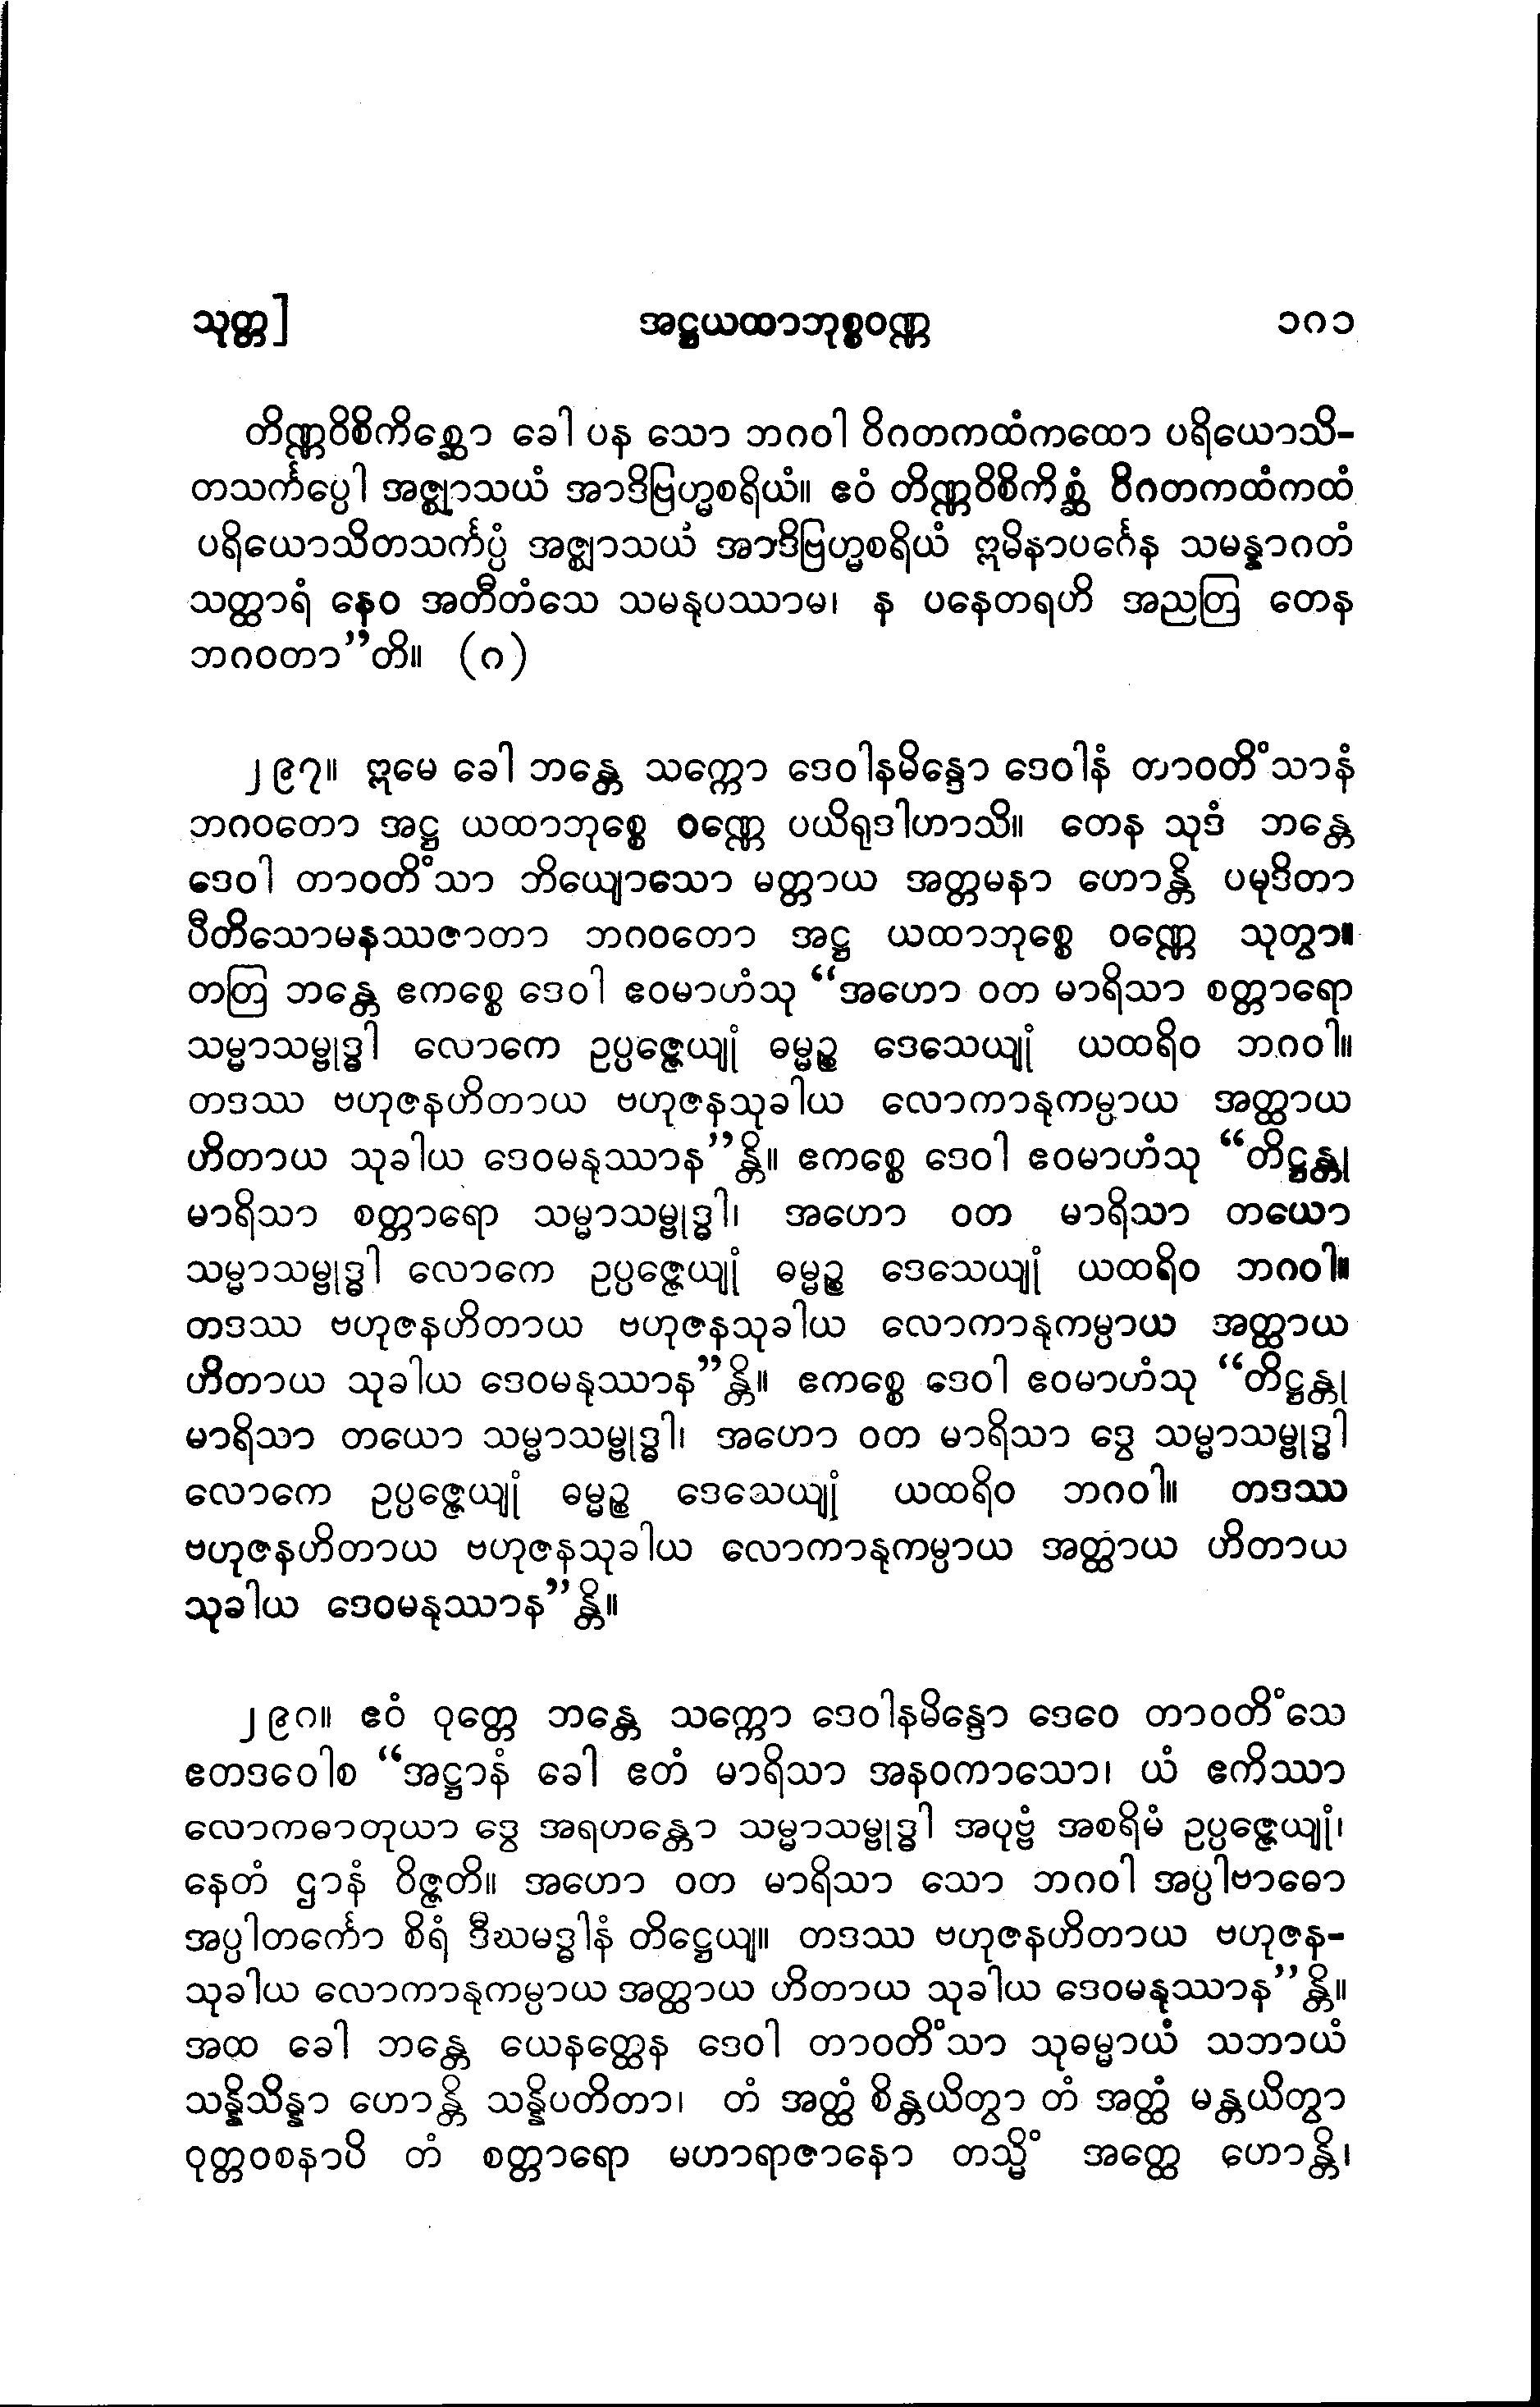 သုတ္တ]
အဋ္ဌယထာဘုစ္စဝဏ္ဏ
၁၈၁
တိဏ္ဏဝိစိကိစ္ဆော ခေါ ပန သော ဘဂဝါ ဝိဂတကထံကထော ပရိယောသိ-
တသင်္ကပ္ပေါ အဇ္ဈာသယံ အာဒိဗြဟ္မစရိယံ။ ဧဝံ တိဏ္ဏဝိစိကိစ္ဆံ ဝိဂတကထံကထံ
ပရိယောသိတသင်္ကပ္ပံ အဇ္ဈာသယံ အာဒိဗြဟ္မစရိယံ ဣမိနာပင်္ဂေန သမန္နာဂတံ
သတ္ထာရံ နေဝ အတီတံသေ သမနုပဿာမ၊ န ပနေတရဟိ အညတြ တေန
ဘဂဝတာ”တိ။ (၈)
၂၉၇။ ဣမေ ခေါ ဘန္တေ သက္ကော ဒေဝါနမိန္ဒော ဒေဝါနံ တာဝတိံသာနံ
ဘဂဝတော အဋ္ဌ ယထာဘုစ္စေ ဝဏ္ဏေ ပယိရုဒါဟာသိ။ တေန သုဒံ ဘန္တေ
ဒေဝါ တာဝတိံသာ ဘိယျောသော မတ္တာယ အတ္တမနာ ဟောန္တိ ပမုဒိတာ
ပီတိသောမနဿဇာတာ ဘဂဝတော အဋ္ဌ ယထာဘုစ္စေ ဝဏ္ဏေ သုတွာ။
တတြ ဘန္တေ ဧကစ္စေ ဒေဝါ ဧဝမာဟံသု “အဟော ဝတ မာရိသာ စတ္တာရော
သမ္မာသမ္ဗုဒ္ဓါ လောကေ ဥပ္ပဇ္ဇေယျုံ ဓမ္မဉ္စ ဒေသေယျုံ ယထရိဝ ဘဂဝါ။
တဒဿ ဗဟုဇနဟိတာယ ဗဟုဇနသုခါယ လောကာနုကမ္ပာယ အတ္ထာယ
ဟိတာယ သုခါယ ဒေဝမနုဿာန”န္တိ။ ဧကစ္စေ ဒေဝါ ဧဝမာဟံသု “တိဋ္ဌန္တု
မာရိသာ စတ္တာရော သမ္မာသမ္ဗုဒ္ဓါ၊ အဟော ဝတ မာရိသာ တယော
သမ္မာသမ္ဗုဒ္ဓါ လောကေ ဥပ္ပဇ္ဇေယျုံ ဓမ္မဉ္စ ဒေသေယျုံ ယထရိဝ ဘဂဝါ။
တဒဿ ဗဟုဇနဟိတာယ ဗဟုဇနသုခါယ လောကာနုကမ္ပာယ အတ္ထာယ
ဟိတာယ သုခါယ ဒေဝမနုဿာန”န္တိ။ ဧကစ္စေ ဒေဝါ ဧဝမာဟံသု “တိဋ္ဌန္တု
မာရိသာ တယော သမ္မာသမ္ဗုဒ္ဓါ၊ အဟော ဝတ မာရိသာ ဒွေ သမ္မာသမ္ဗုဒ္ဓါ
လောကေ ဥပ္ပဇ္ဇေယျုံ ဓမ္မဉ္စ ဒေသေယျုံ ယထရိဝ ဘဂဝါ။ တဒဿ
ဗဟုဇနဟိတာယ ဗဟုဇနသုခါယ လောကာနုကမ္ပာယ အတ္ထာယ ဟိတာယ
သုခါယ ဒေဝမနုဿာန”န္တိ။
၂၉၈။ ဧဝံ ဝုတ္တေ ဘန္တေ သက္ကော ဒေဝါနမိန္ဒော ဒေဝေ တာဝတိံသေ
ဧတဒဝေါစ “အဋ္ဌာနံ ခေါ ဧတံ မာရိသာ အနဝကာသော၊ ယံ ဧကိဿာ
လောကဓာတုယာ ဒွေ အရဟန္တော သမ္မာသမ္ဗုဒ္ဓါ အပုဗ္ဗံ အစရိမံ ဥပ္ပဇ္ဇေယျုံ၊
နေတံ ဌာနံ ဝိဇ္ဇတိ။ အဟော ဝတ မာရိသာ သော ဘဂဝါ အပ္ပါဗာဓော
အပ္ပါတင်္ကော စိရံ ဒီဃမဒ္ဓါနံ တိဋ္ဌေယျ။ တဒဿ ဗဟုဇနဟိတာယ ဗဟုဇန-
သုခါယ လောကာနုကမ္ပာယ အတ္ထာယ ဟိတာယ သုခါယ ဒေဝမနုဿာန”န္တိ။
အထ ခေါ ဘန္တေ ယေနတ္ထေန ဒေဝါ တာဝတိံသာ သုဓမ္မာယံ သဘာယံ
သန္နိသိန္နာ ဟောန္တိ သန္နိပတိတာ၊ တံ အတ္ထံ စိန္တယိတွာ တံ အတ္ထံ မန္တယိတွာ
ဝုတ္တဝစနာပိ တံ စတ္တာရော မဟာရာဇာနော တသ္မိံ အတ္ထေ ဟောန္တိ၊